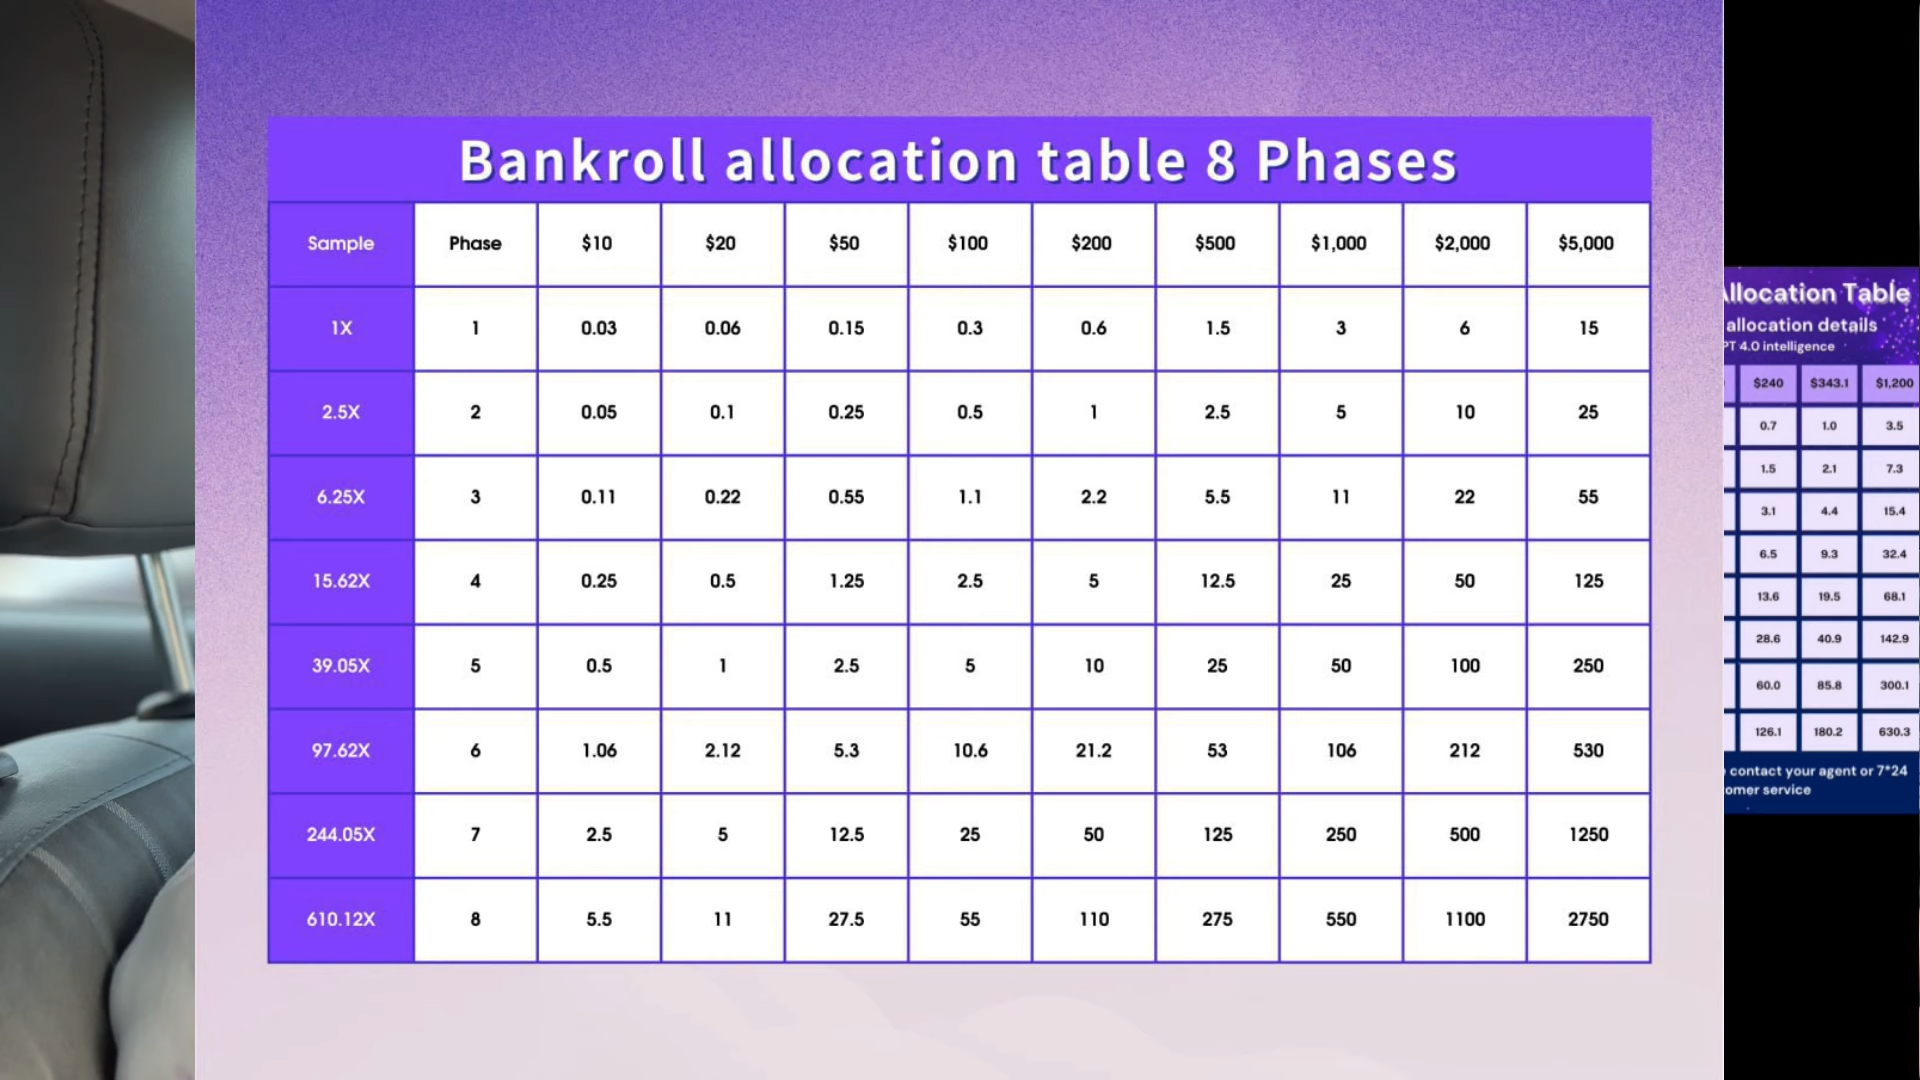 Bankroll allocation table 8 Phases
Sample Phase $10 $20 $50 $100 $200 $500 $1,000 $2,000 $5,000
1X 1 0.03 0.06 0.15 0.3 0.6 1.5 3 6 15
2.5X 2 0.05 0.1 0.25 0.5 1 2.5 5 10 25
6.25X 3 0.11 0.22 0.55 1.1 2.2 5.5 11 22 55
15.62X 4 0.25 0.5 1.25 2.5 5 12.5 25 50 125
39.05X 5 0.5 1 2.5 5 10 25 50 100 250
97.62X 6 1.06 2.12 5.3 10.6 21.2 53 106 212 530
244.05X 7 2.5 5 12.5 25 50 125 250 500 1250
610.12X 8 5.5 11 27.5 55 110 275 550 1100 2750
llocation Table
allocation details
PT 4.0 intelligence
$240 $343.1 $1,200
0.7 1.0 3.5
1.5 2.1 7.3
3.1 4.4 15.4
6.5 9.3 32.4
13.6 19.5 68.1
28.6 40.9 142.9
60.0 85.8 300.1
126.1 180.2 630.3
contact your agent or 7*24
omer service